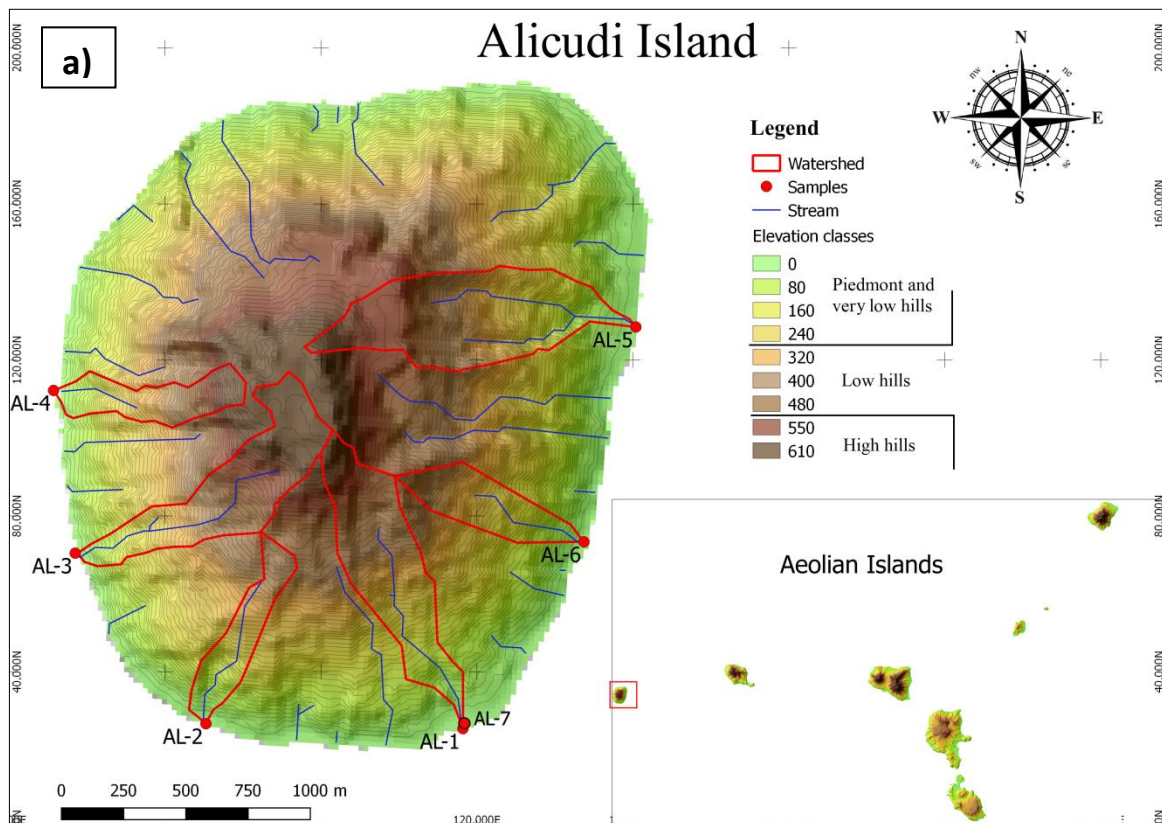 a)
Alicudi Island
N
nw
ne
W
E
sw
S
200.000N
160.000N
120.000N
80.000N
40.000N
200.000N
160.000N
120.000N
80.000N
40.000N
Legend
Watershed
Samples
Stream
Elevation classes
0
80
160
240
320
400
480
550
610
Piedmont and
very low hills
Low hills
High hills
AL-5
AL-4
AL-3
AL-6
AL-2
AL-7
AL-1
Aeolian Islands
0 250 500 750 1000 m
120.000E